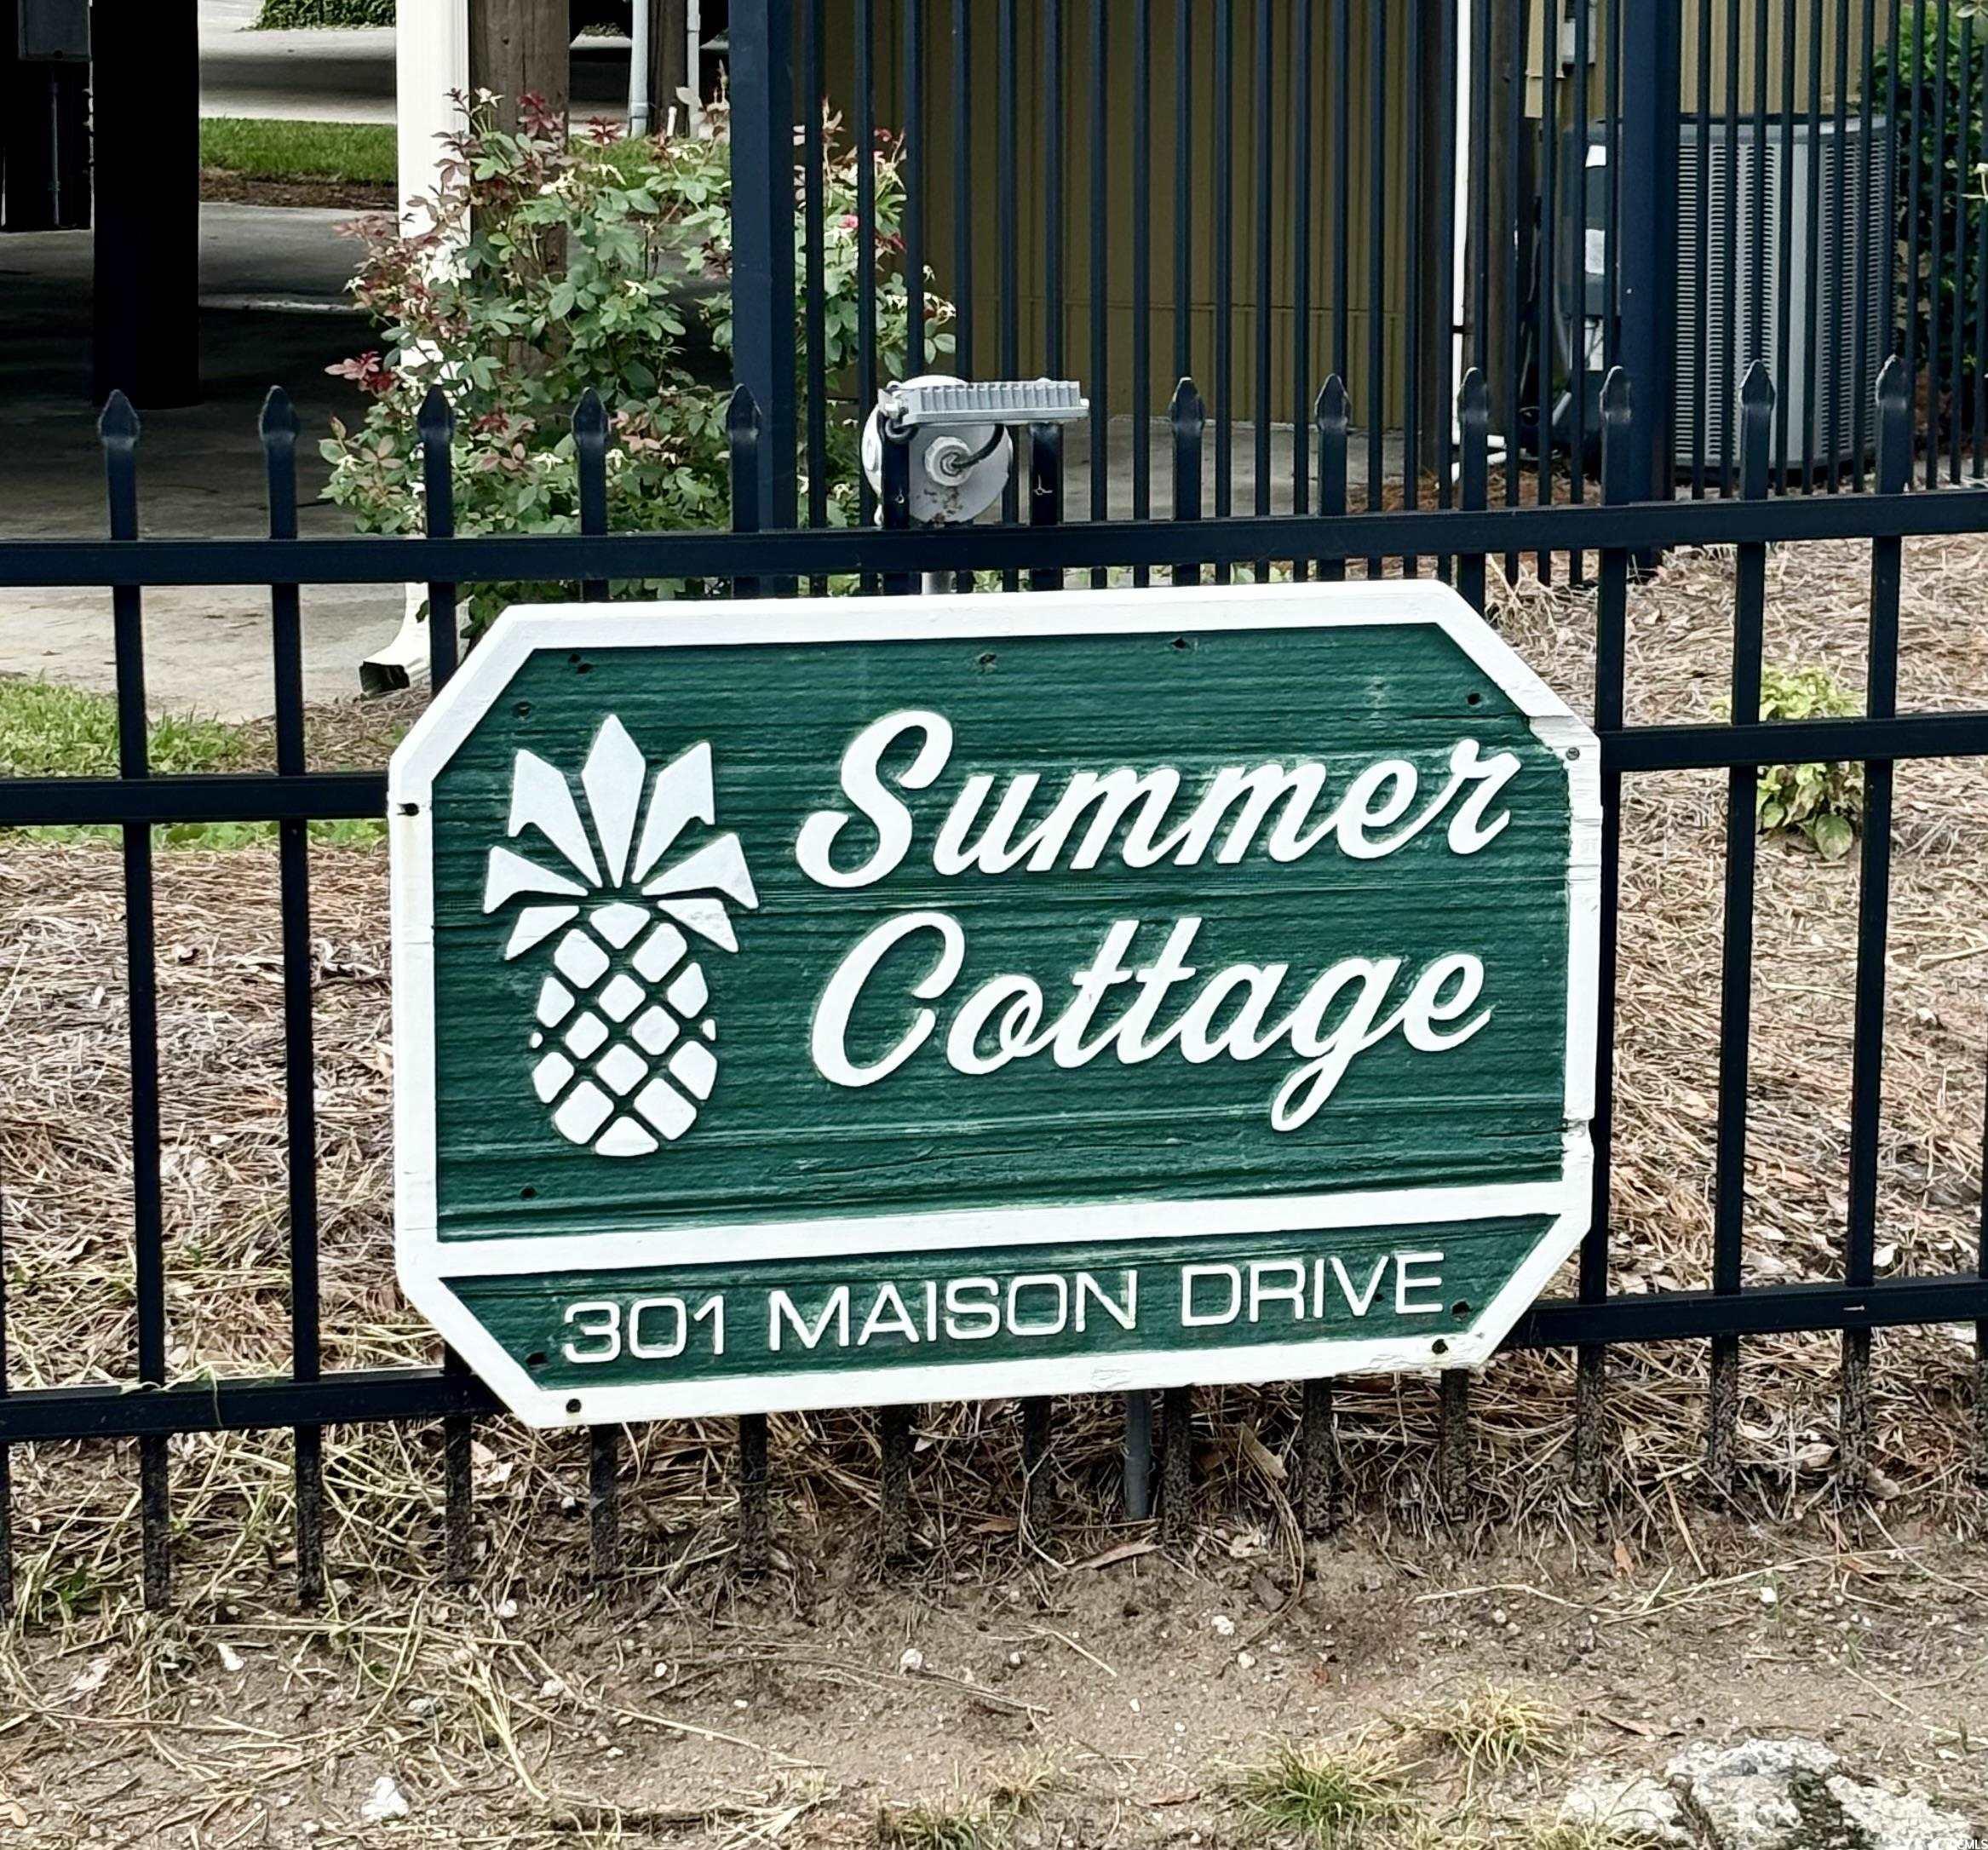 Summer
Cottage
301 MAISON DRIVE